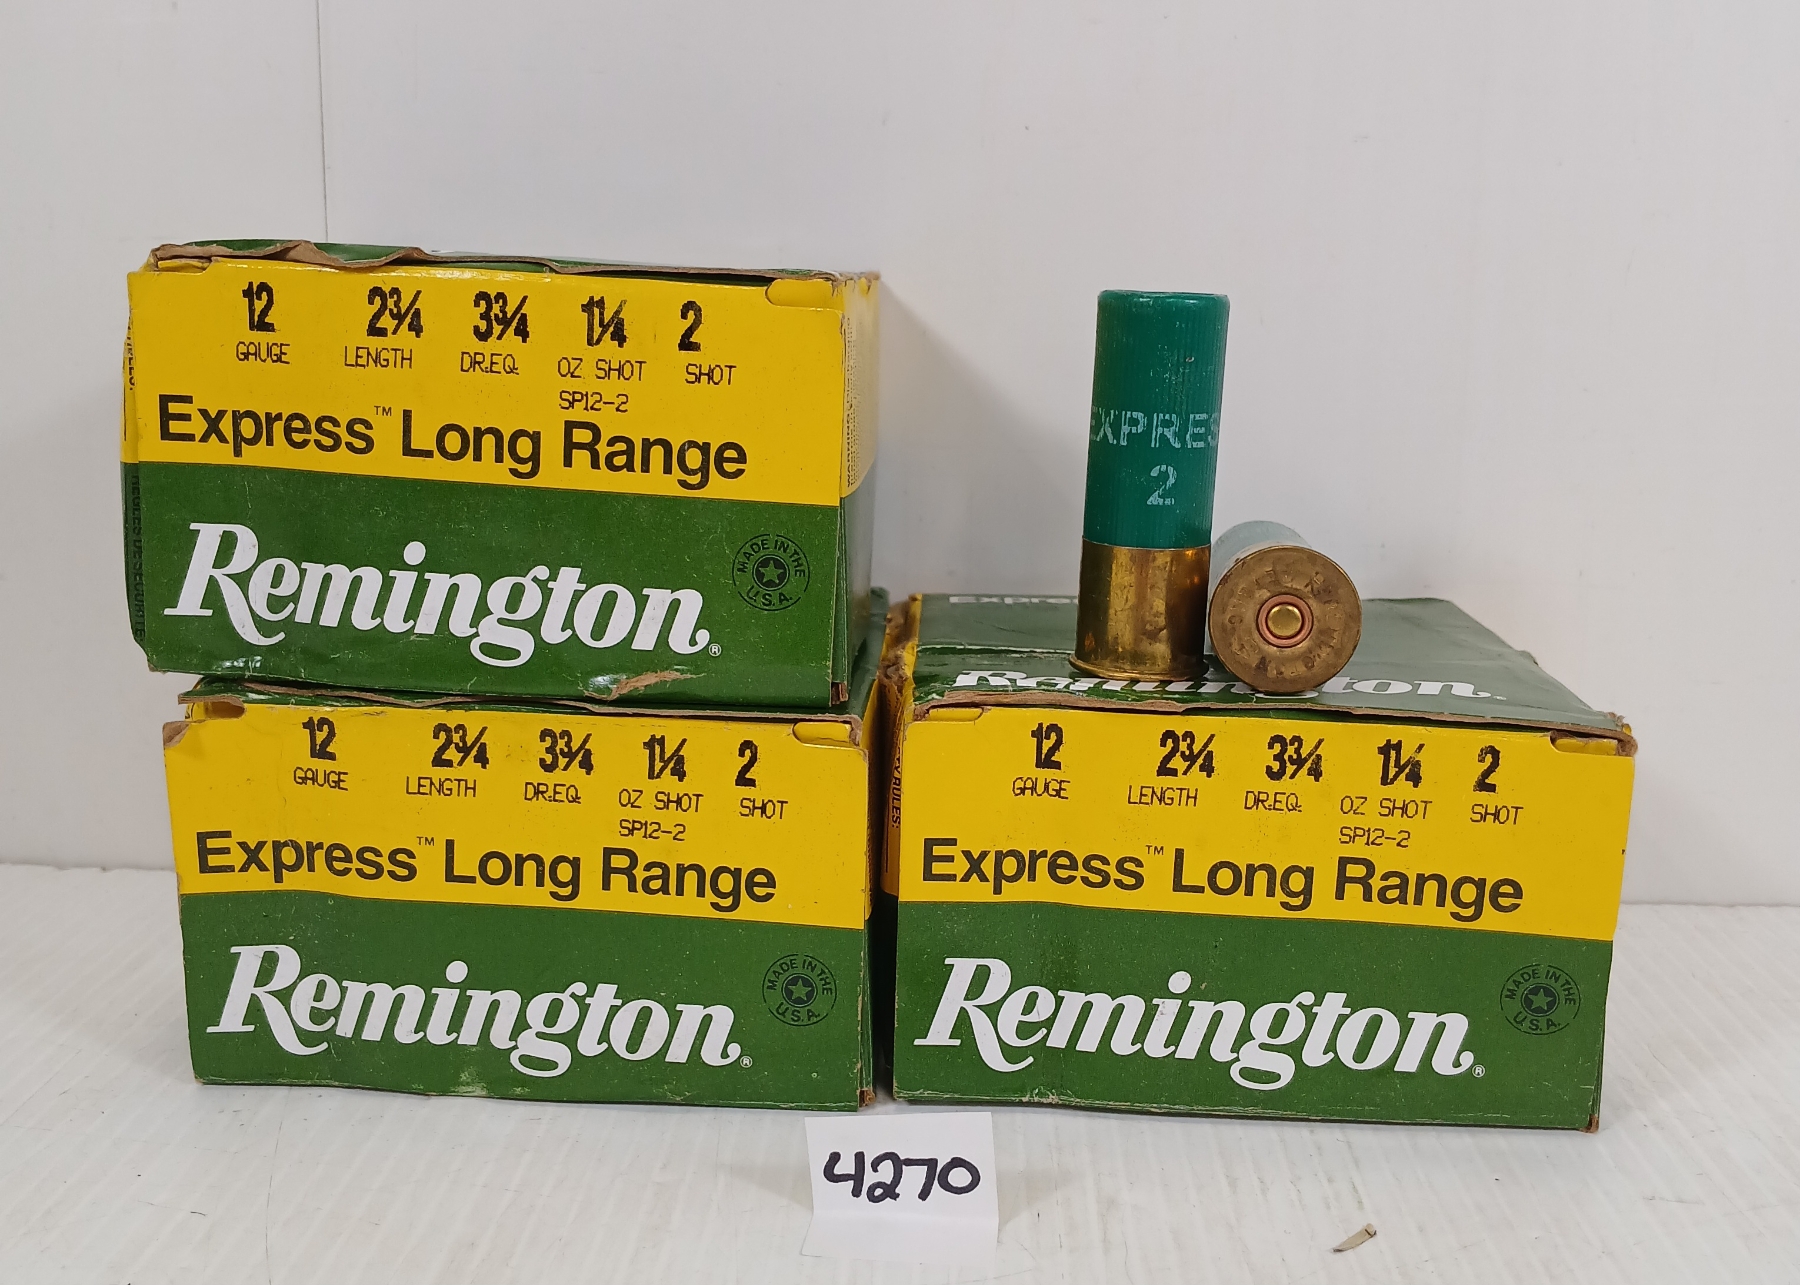 12 2¾ 3¾ 1¼ 2
GAUGE LENGTH DR.EQ. OZ SHOT SHOT
SP12-2
Express™ Long Range
Remington®
MADE IN THE U.S.A.
12 2¾ 3¾ 1¼ 2
GAUGE LENGTH DR.EQ. OZ SHOT SHOT
SP12-2
Express™ Long Range
Remington®
MADE IN THE U.S.A.
EXPRES
2
Express
Remington®
12 2¾ 3¾ 1¼ 2
GAUGE LENGTH DR.EQ. OZ SHOT SHOT
SP12-2
Express™ Long Range
Remington®
MADE IN THE U.S.A.
4270